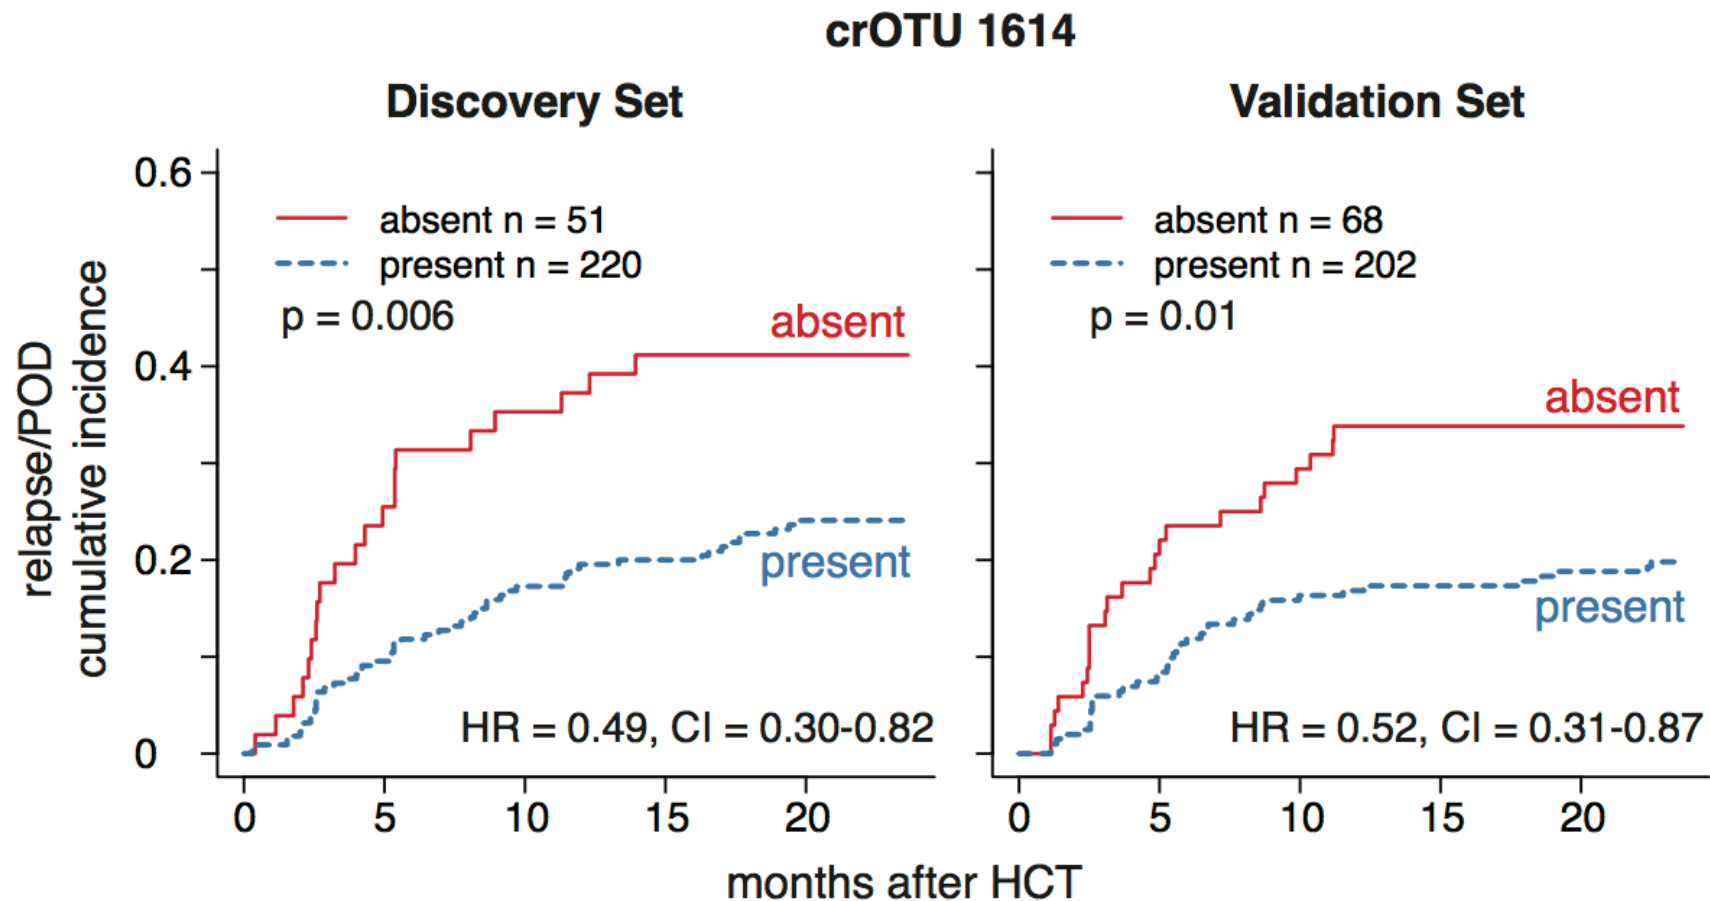 crOTU 1614
Discovery Set
Validation Set
relapse/POD
cumulative incidence
0.6
0.4
0.2
0
absent n = 51
present n = 220
p = 0.006
absent
present
HR = 0.49, CI = 0.30-0.82
0 5 10 15 20
absent n = 68
present n = 202
p = 0.01
absent
present
HR = 0.52, CI = 0.31-0.87
0 5 10 15 20
months after HCT